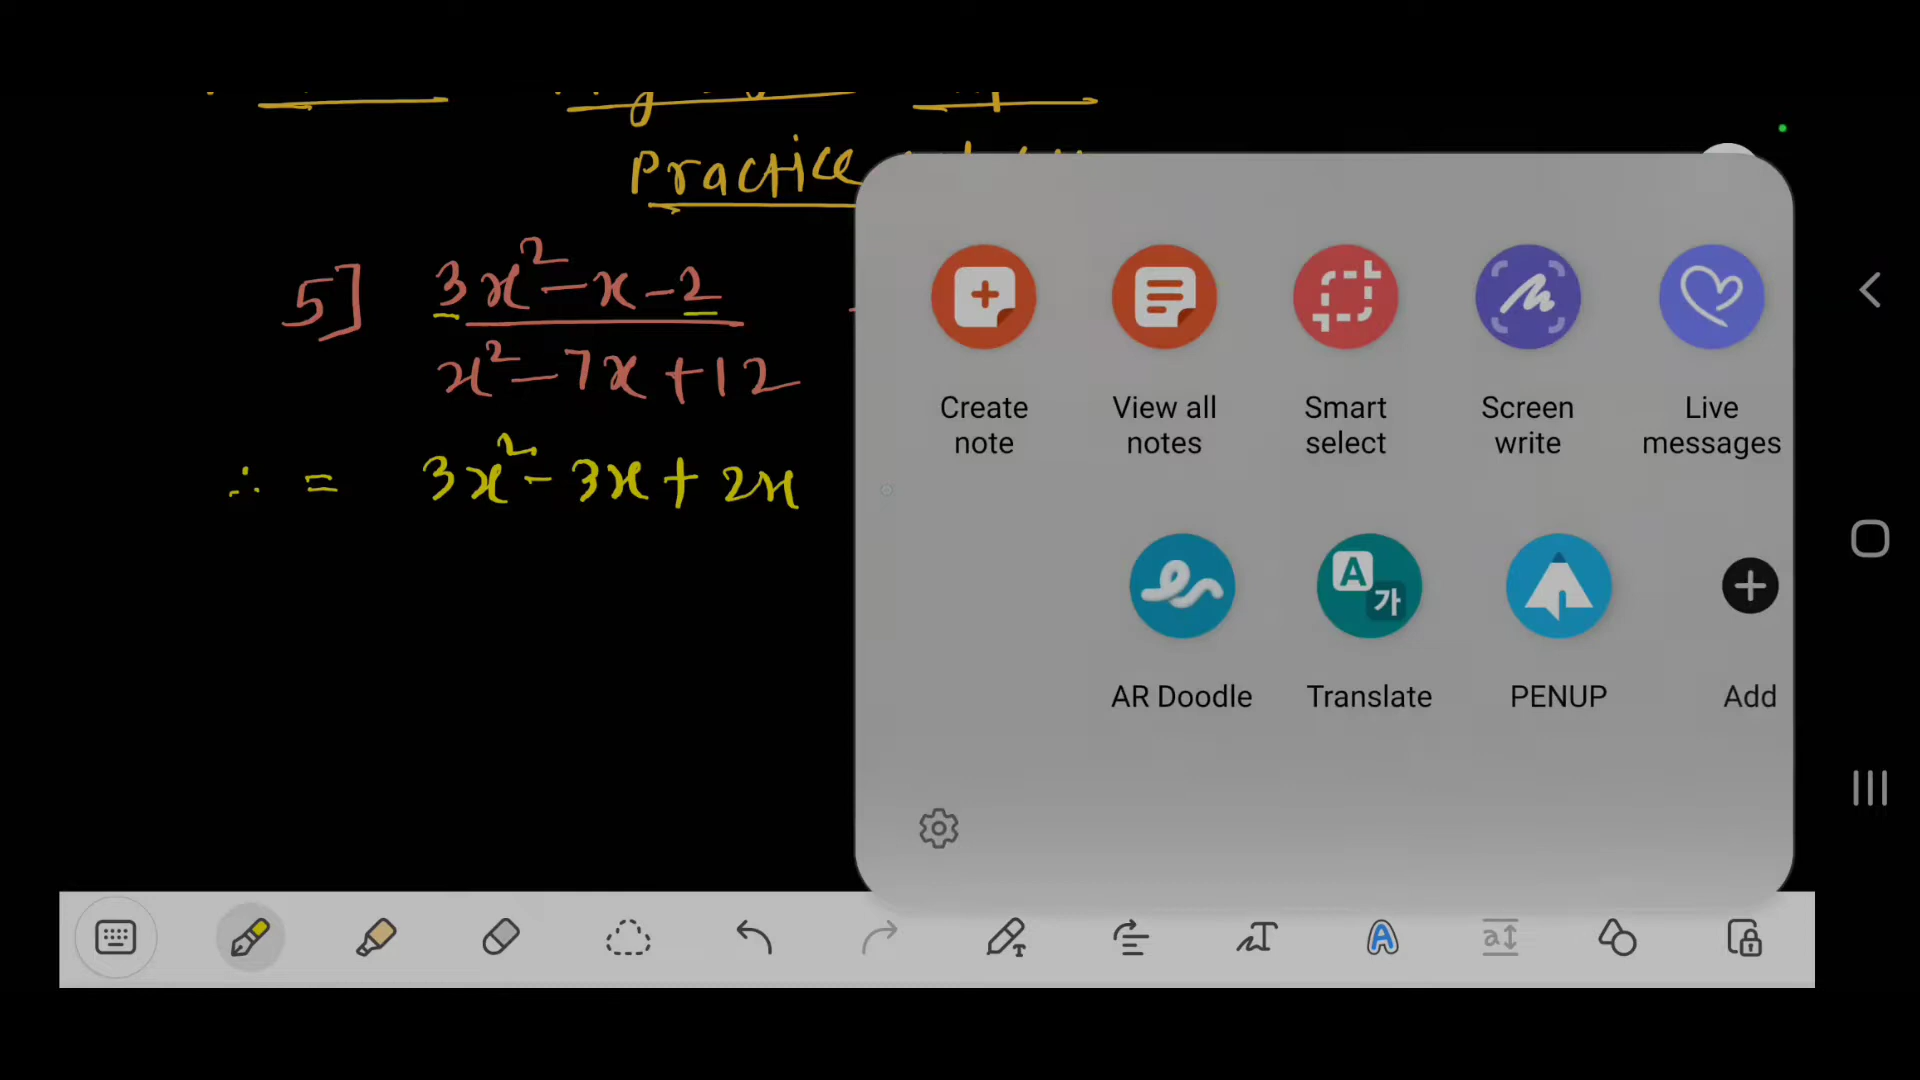 Practice
5] 3x²-x-2
x²-7x+12
∴ = 3x²-3x+2x
Create note
View all notes
Smart select
Screen write
Live messages
AR Doodle
Translate
PENUP
Add